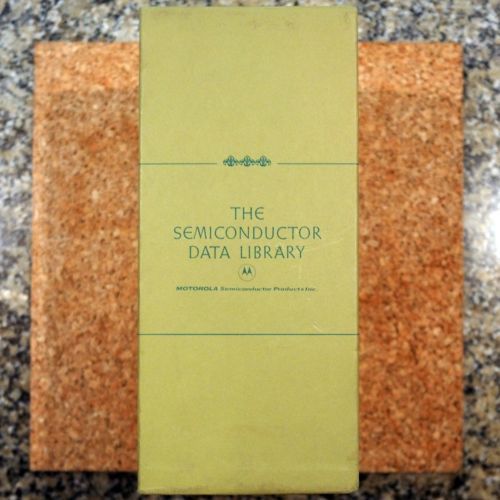 THE
SEMICONDUCTOR
DATA LIBRARY
MOTOROLA Semiconductor Products Inc.